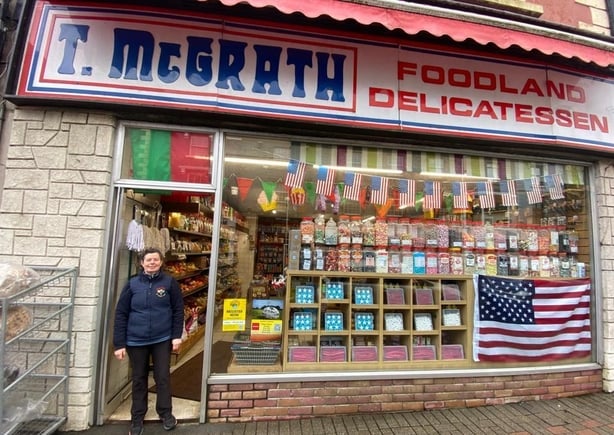 T. McGRATH
FOODLAND
DELICATESSEN